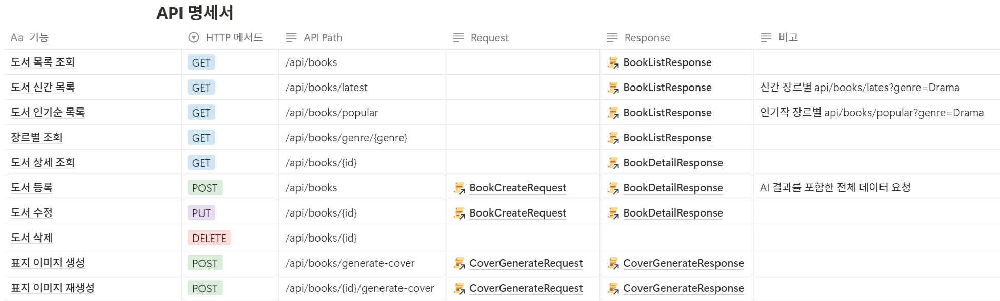 API 명세서
Aa 기능 HTTP 메서드 API Path Request Response 비고
도서 목록 조회 GET /api/books BookListResponse
도서 신간 목록 GET /api/books/latest BookListResponse 신간 장르별 api/books/lates?genre=Drama
도서 인기순 목록 GET /api/books/popular BookListResponse 인기작 장르별 api/books/popular?genre=Drama
장르별 조회 GET /api/books/genre/{genre} BookListResponse
도서 상세 조회 GET /api/books/{id} BookDetailResponse
도서 등록 POST /api/books BookCreateRequest BookDetailResponse AI 결과를 포함한 전체 데이터 요청
도서 수정 PUT /api/books/{id} BookCreateRequest BookDetailResponse
도서 삭제 DELETE /api/books/{id}
표지 이미지 생성 POST /api/books/generate-cover CoverGenerateRequest CoverGenerateResponse
표지 이미지 재생성 POST /api/books/{id}/generate-cover CoverGenerateRequest CoverGenerateResponse